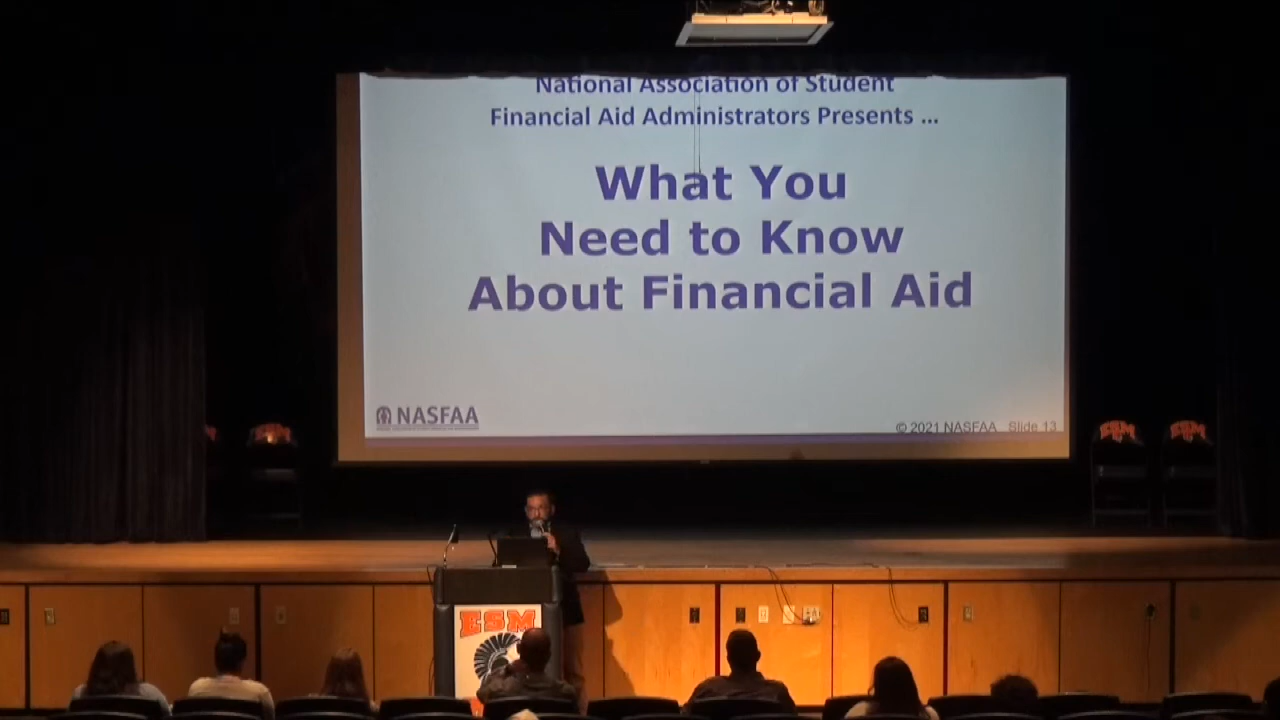 National Association of Student
Financial Aid Administrators Presents ...
What You
Need to Know
About Financial Aid
NASFAA
© 2021 NASFAA Slide 13
ESM
ESM
ESM
ESM